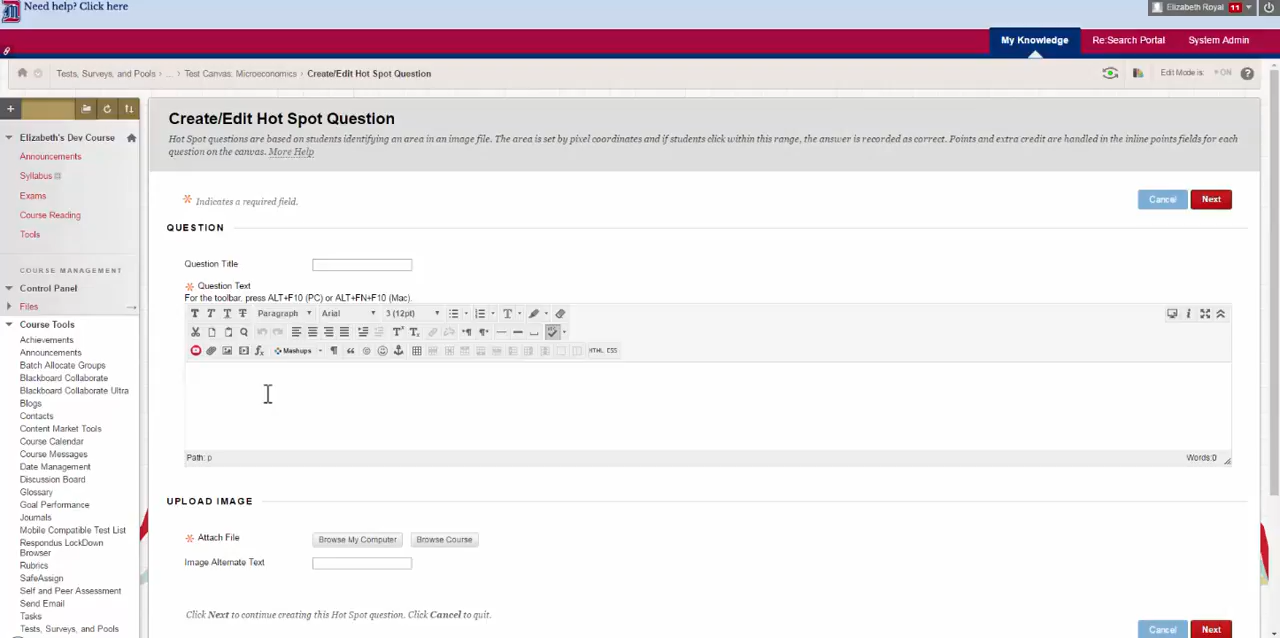 Need help? Click here
Elizabeth Royal 11
My Knowledge Re:Search Portal System Admin
Tests, Surveys, and Pools › ... › Test Canvas: Microeconomics › Create/Edit Hot Spot Question
Edit Mode is: ON ?
Create/Edit Hot Spot Question
Hot Spot questions are based on students identifying an area in an image file. The area is set by pixel coordinates and if students click within this range, the answer is recorded as correct. Points and extra credit are handled in the inline points fields for each
question on the canvas. More Help
Elizabeth's Dev Course
Announcements
Syllabus
Exams
Course Reading
Tools
COURSE MANAGEMENT
Control Panel
Files
Course Tools
Achievements
Announcements
Batch Allocate Groups
Blackboard Collaborate
Blackboard Collaborate Ultra
Blogs
Contacts
Content Market Tools
Course Calendar
Course Messages
Date Management
Discussion Board
Glossary
Goal Performance
Journals
Mobile Compatible Test List
Respondus LockDown
Browser
Rubrics
SafeAssign
Self and Peer Assessment
Send Email
Tasks
Tests, Surveys, and Pools
* Indicates a required field.
Cancel Next
QUESTION
Question Title
* Question Text
For the toolbar, press ALT+F10 (PC) or ALT+FN+F10 (Mac).
T T T T Paragraph Arial 3 (12pt)
Mashups HTML CSS
Path: p Words:0
UPLOAD IMAGE
* Attach File Browse My Computer Browse Course
Image Alternate Text
Click Next to continue creating this Hot Spot question. Click Cancel to quit.
Cancel Next